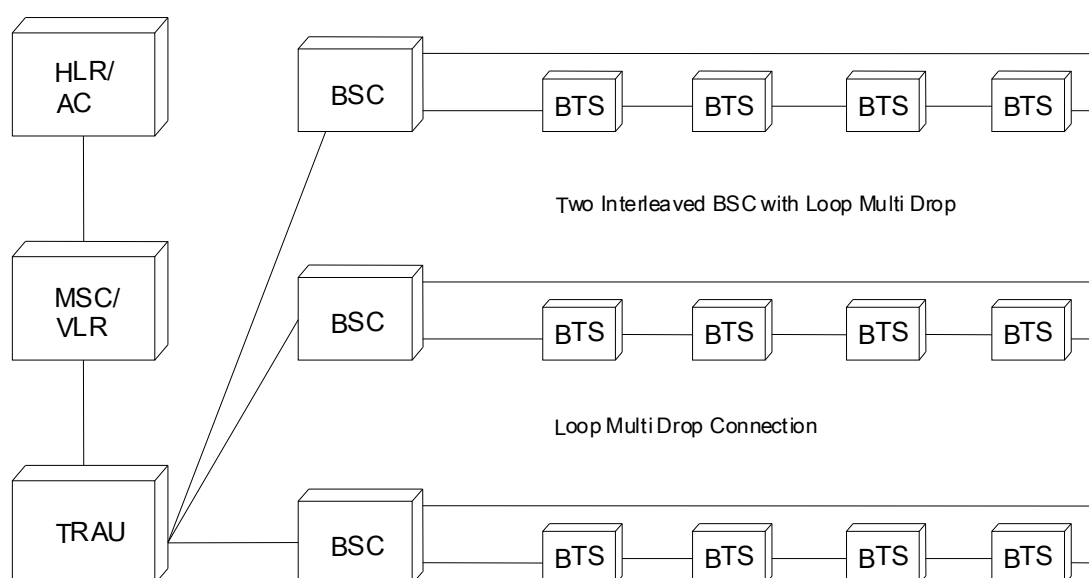 HLR/
AC
BSC
BTS BTS BTS BTS
Two Interleaved BSC with Loop Multi Drop
MSC/
VLR
BSC
BTS BTS BTS BTS
Loop Multi Drop Connection
TRAU
BSC
BTS BTS BTS BTS